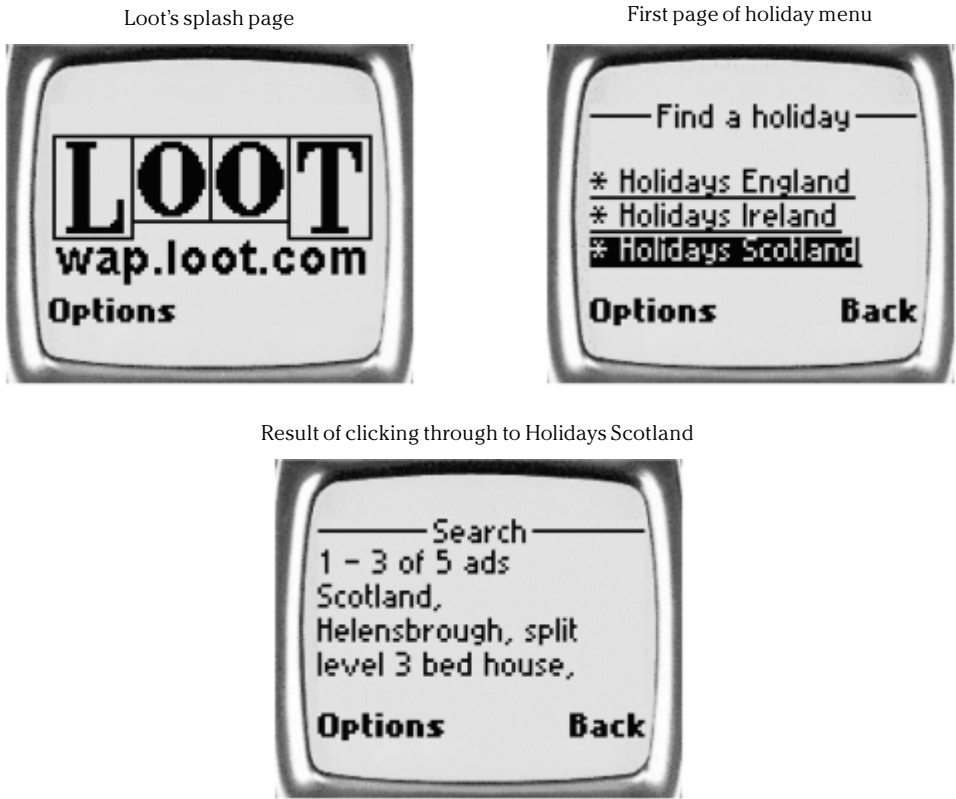 Loot's splash page
LOOT
wap.loot.com
Options
First page of holiday menu
Find a holiday
* Holidays England
* Holidays Ireland
* Holidays Scotland
Options Back
Result of clicking through to Holidays Scotland
Search
1 – 3 of 5 ads
Scotland,
Helensbrough, split
level 3 bed house,
Options Back